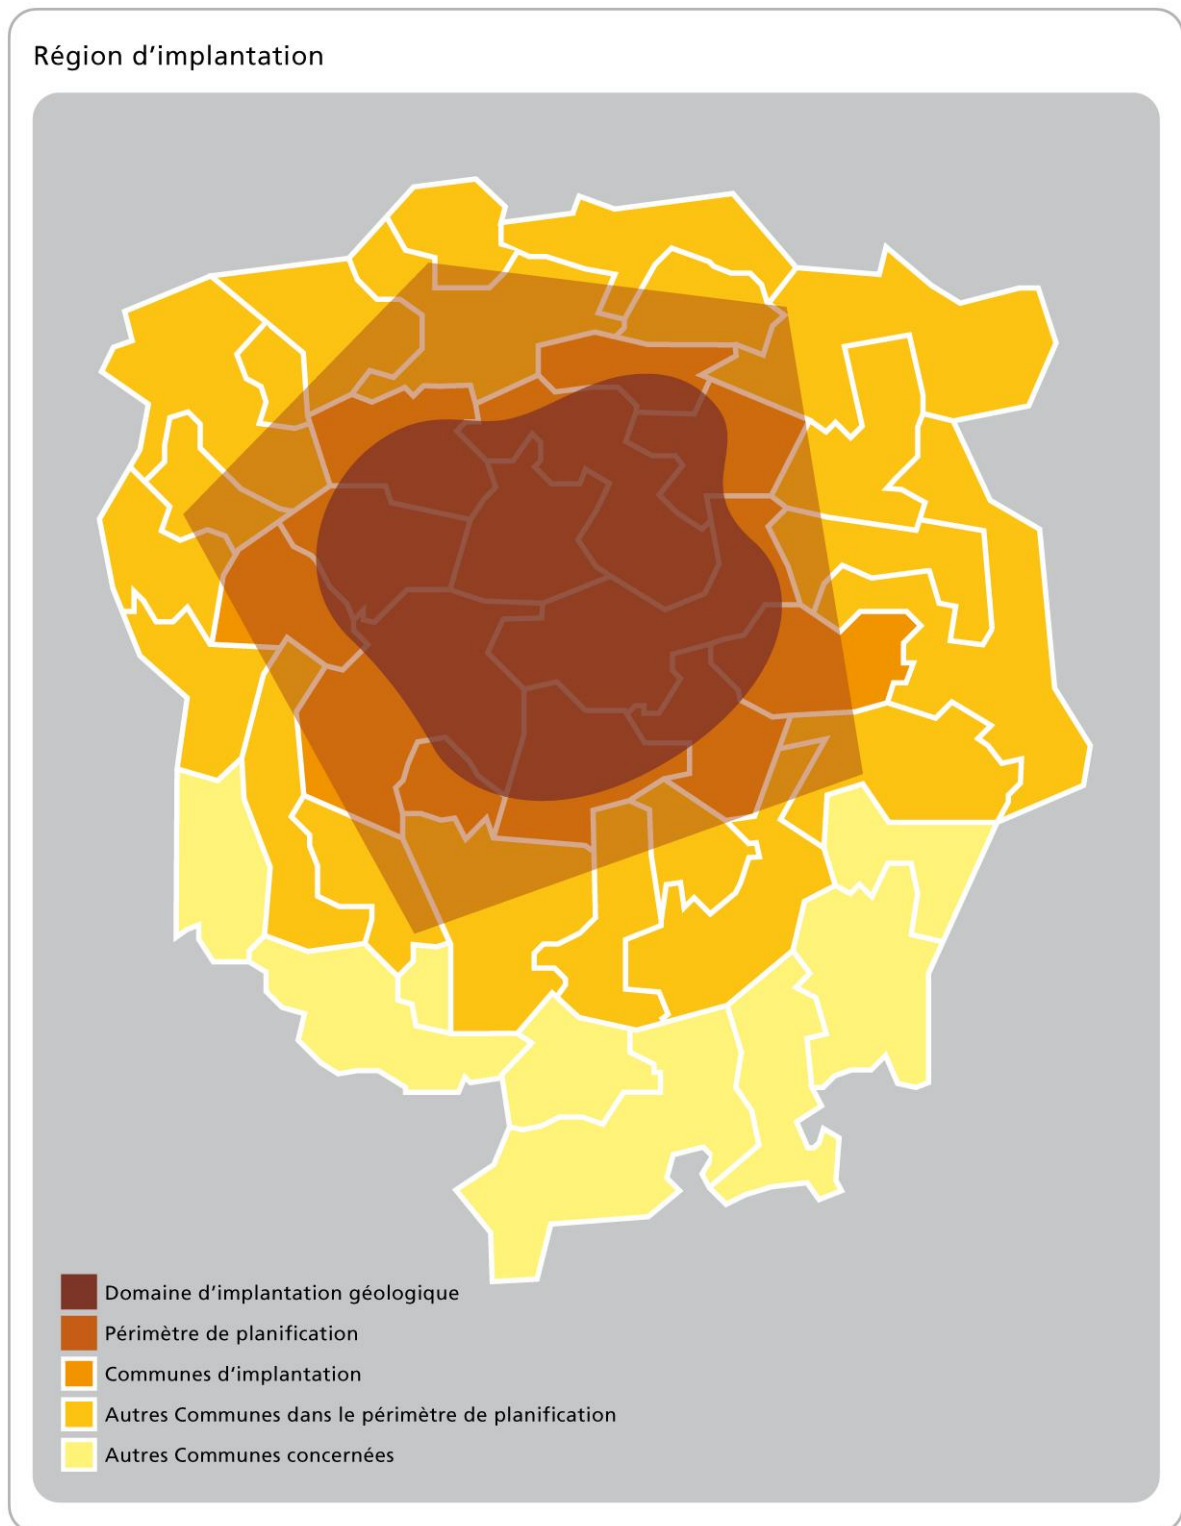 Région d’implantation
Domaine d’implantation géologique
Périmètre de planification
Communes d‘implantation
Autres Communes dans le périmètre de planification
Autres Communes concernées